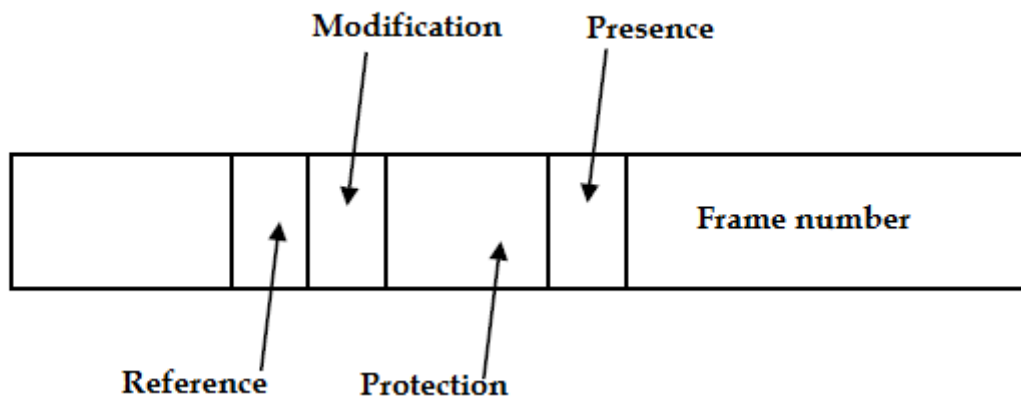 Modification
Presence
Frame number
Reference
Protection